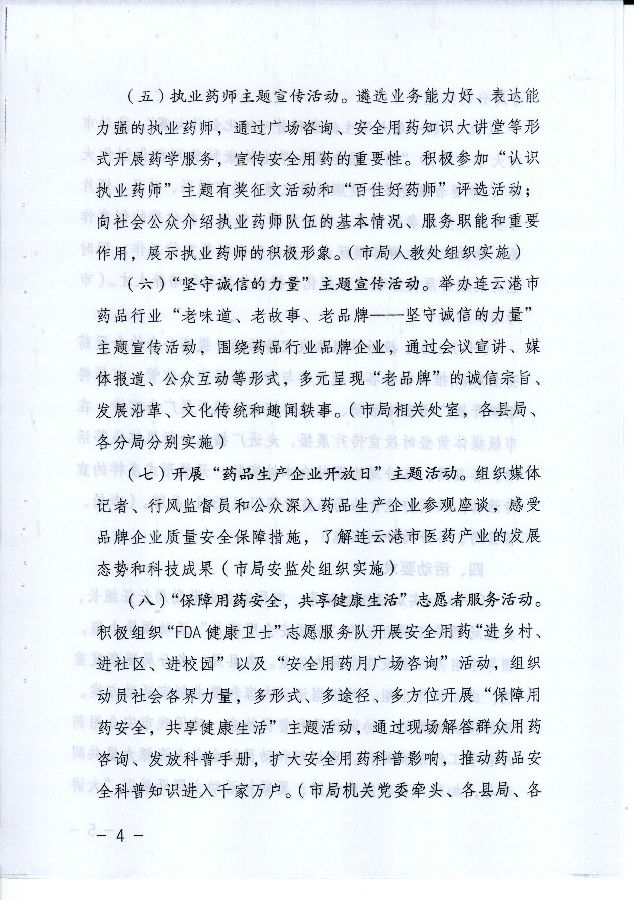 （五）执业药师主题宣传活动。遴选业务能力好、表达能
力强的执业药师，通过广场咨询、安全用药知识大讲堂等形
式开展药学服务，宣传安全用药的重要性。积极参加“认识
执业药师”主题有奖征文活动和“百佳好药师”评选活动；
向社会公众介绍执业药师队伍的基本情况、服务职能和重要
作用，展示执业药师的积极形象。（市局人教处组织实施）
（六）“坚守诚信的力量”主题宣传活动。举办连云港市
药品行业“老味道、老故事、老品牌——坚守诚信的力量”
主题宣传活动，围绕药品行业品牌企业，通过会议宣讲、媒
体报道、公众互动等形式，多元呈现“老品牌”的诚信宗旨、
发展沿革、文化传统和趣闻轶事。（市局相关处室，各县局、
各分局分别实施）
（七）开展“药品生产企业开放日”主题活动。组织媒体
记者、行风监督员和公众深入药品生产企业参观座谈，感受
品牌企业质量安全保障措施，了解连云港市医药产业的发展
态势和科技成果（市局安监处组织实施）
（八）“保障用药安全，共享健康生活”志愿者服务活动。
积极组织“FDA健康卫士”志愿服务队开展安全用药“进乡村、
进社区、进校园”以及“安全用药月广场咨询”活动，组织
动员社会各界力量，多形式、多途径、多方位开展“保障用
药安全，共享健康生活”主题活动，通过现场解答群众用药
咨询、发放科普手册，扩大安全用药科普影响，推动药品安
全科普知识进入千家万户。（市局机关党委牵头、各县局、各
－4－